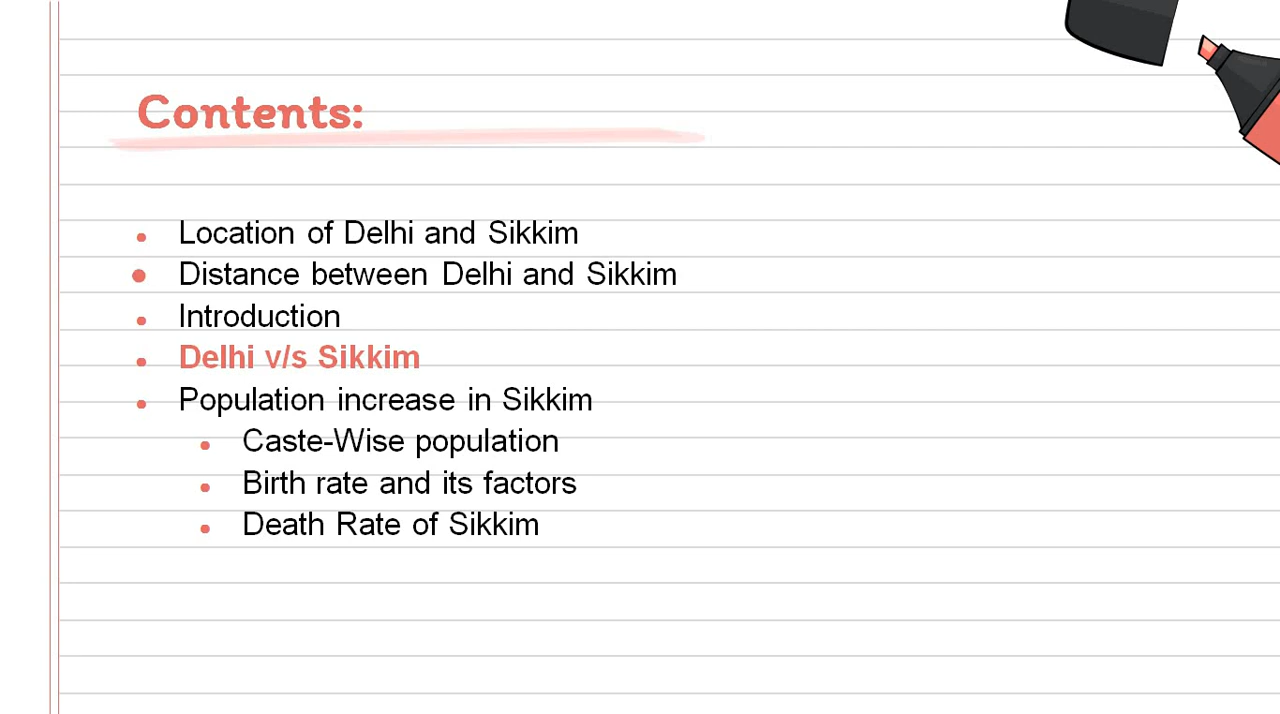 Contents:
Location of Delhi and Sikkim
Distance between Delhi and Sikkim
Introduction
Delhi v/s Sikkim
Population increase in Sikkim
Caste-Wise population
Birth rate and its factors
Death Rate of Sikkim